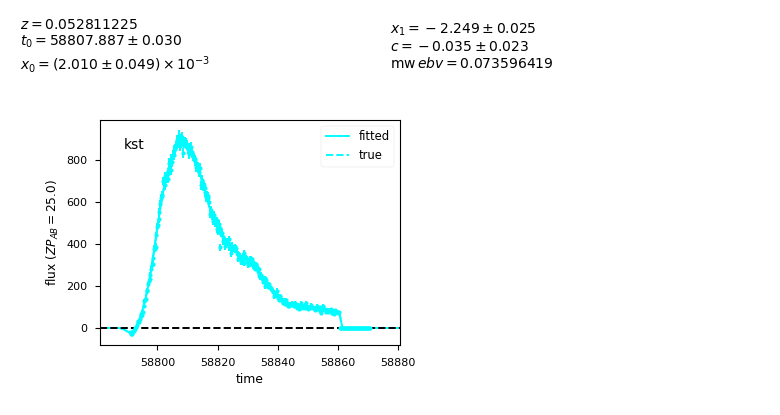 z = 0.052811225
t₀ = 58807.887 ± 0.030
x₀ = (2.010 ± 0.049) × 10⁻³
x₁ = −2.249 ± 0.025
c = −0.035 ± 0.023
mw ebv = 0.073596419
kst
fitted
true
flux (ZP_AB = 25.0)
800
600
400
200
0
58800 58820 58840 58860 58880
time